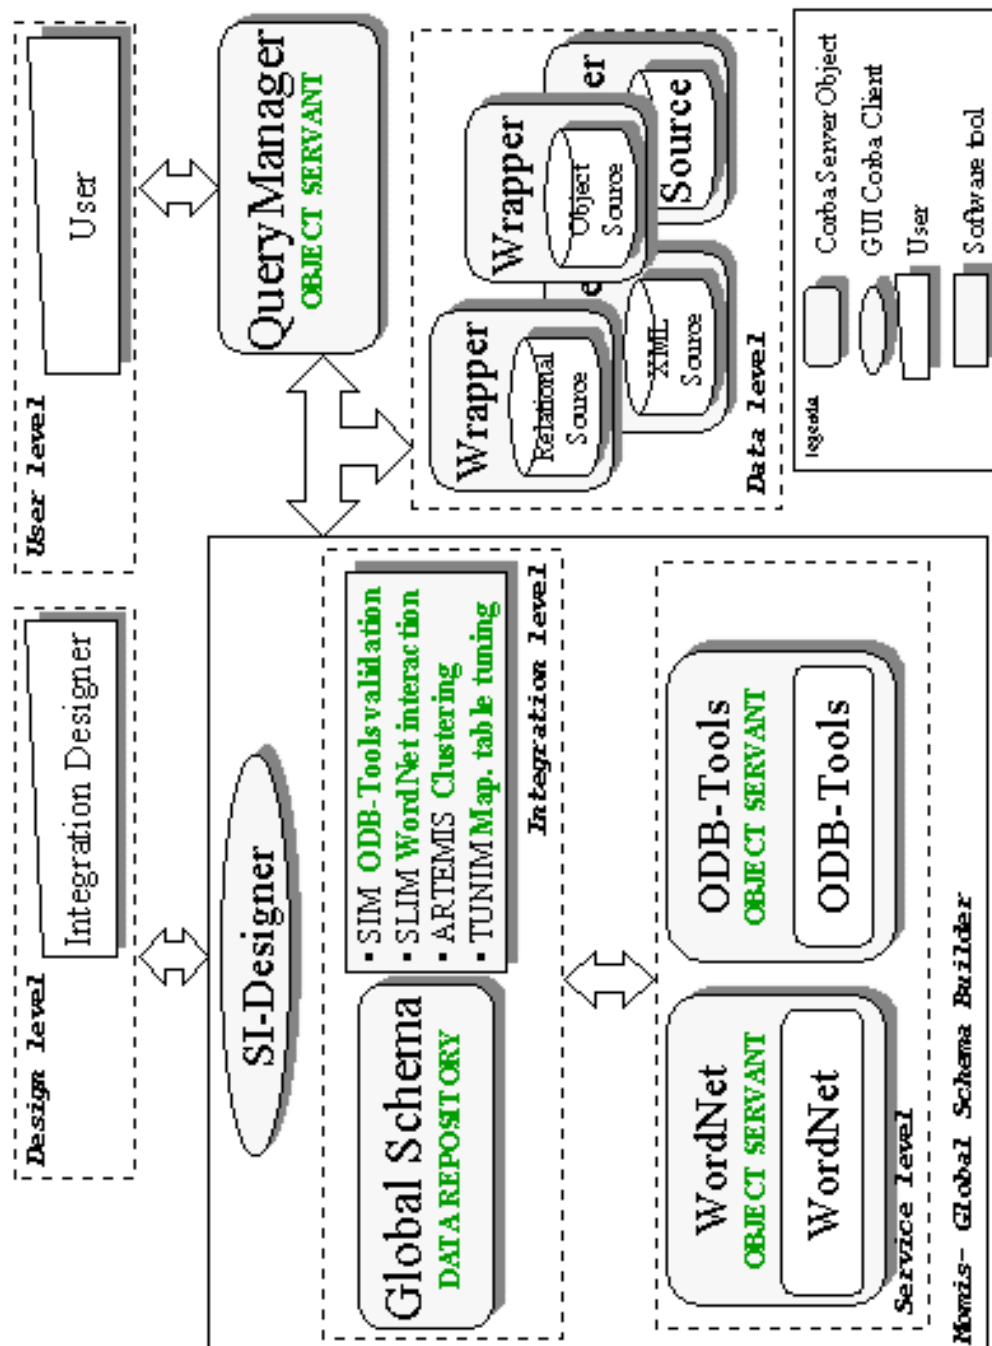 Design level
Integration Designer
User level
User
SI-Designer
Global Schema
DATA REPOSITORY
▪ SIM ODB-Tools validation
▪ SLIM WordNet interaction
▪ ARTEMIS Clustering
▪ TUNIM Map. table tuning
Integration level
WordNet
OBJECT SERVANT
WordNet
ODB-Tools
OBJECT SERVANT
ODB-Tools
Service level
Momis- Global Schema Builder
Query Manager
OBJECT SERVANT
Wrapper
Relational
Source
Wrapper
Object
Source
XML
Source
er
Source
Data level
legenda
Corba Server Object
GUI Corba Client
User
Software tool